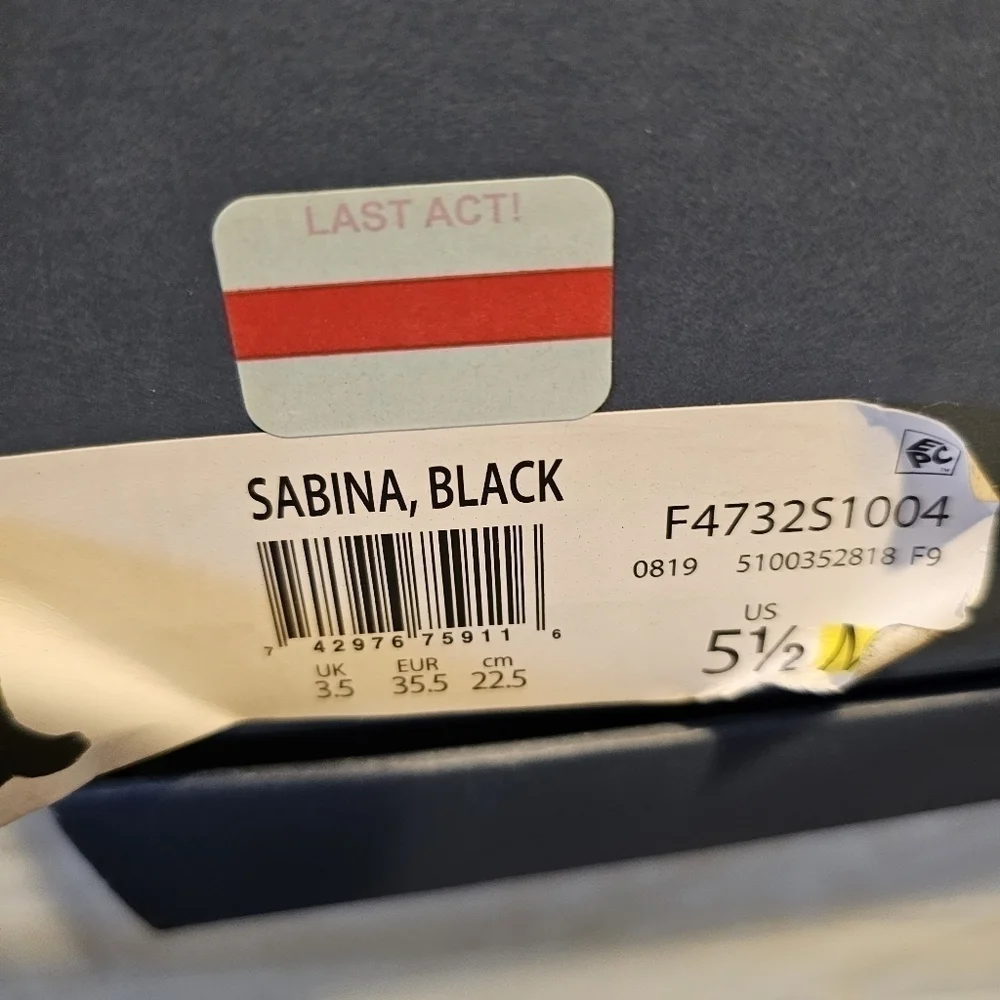 LAST ACT!
SABINA, BLACK
7 42976 75911 6
UK EUR cm
3.5 35.5 22.5
EPC
F4732S1004
0819 5100352818 F9
US
5½